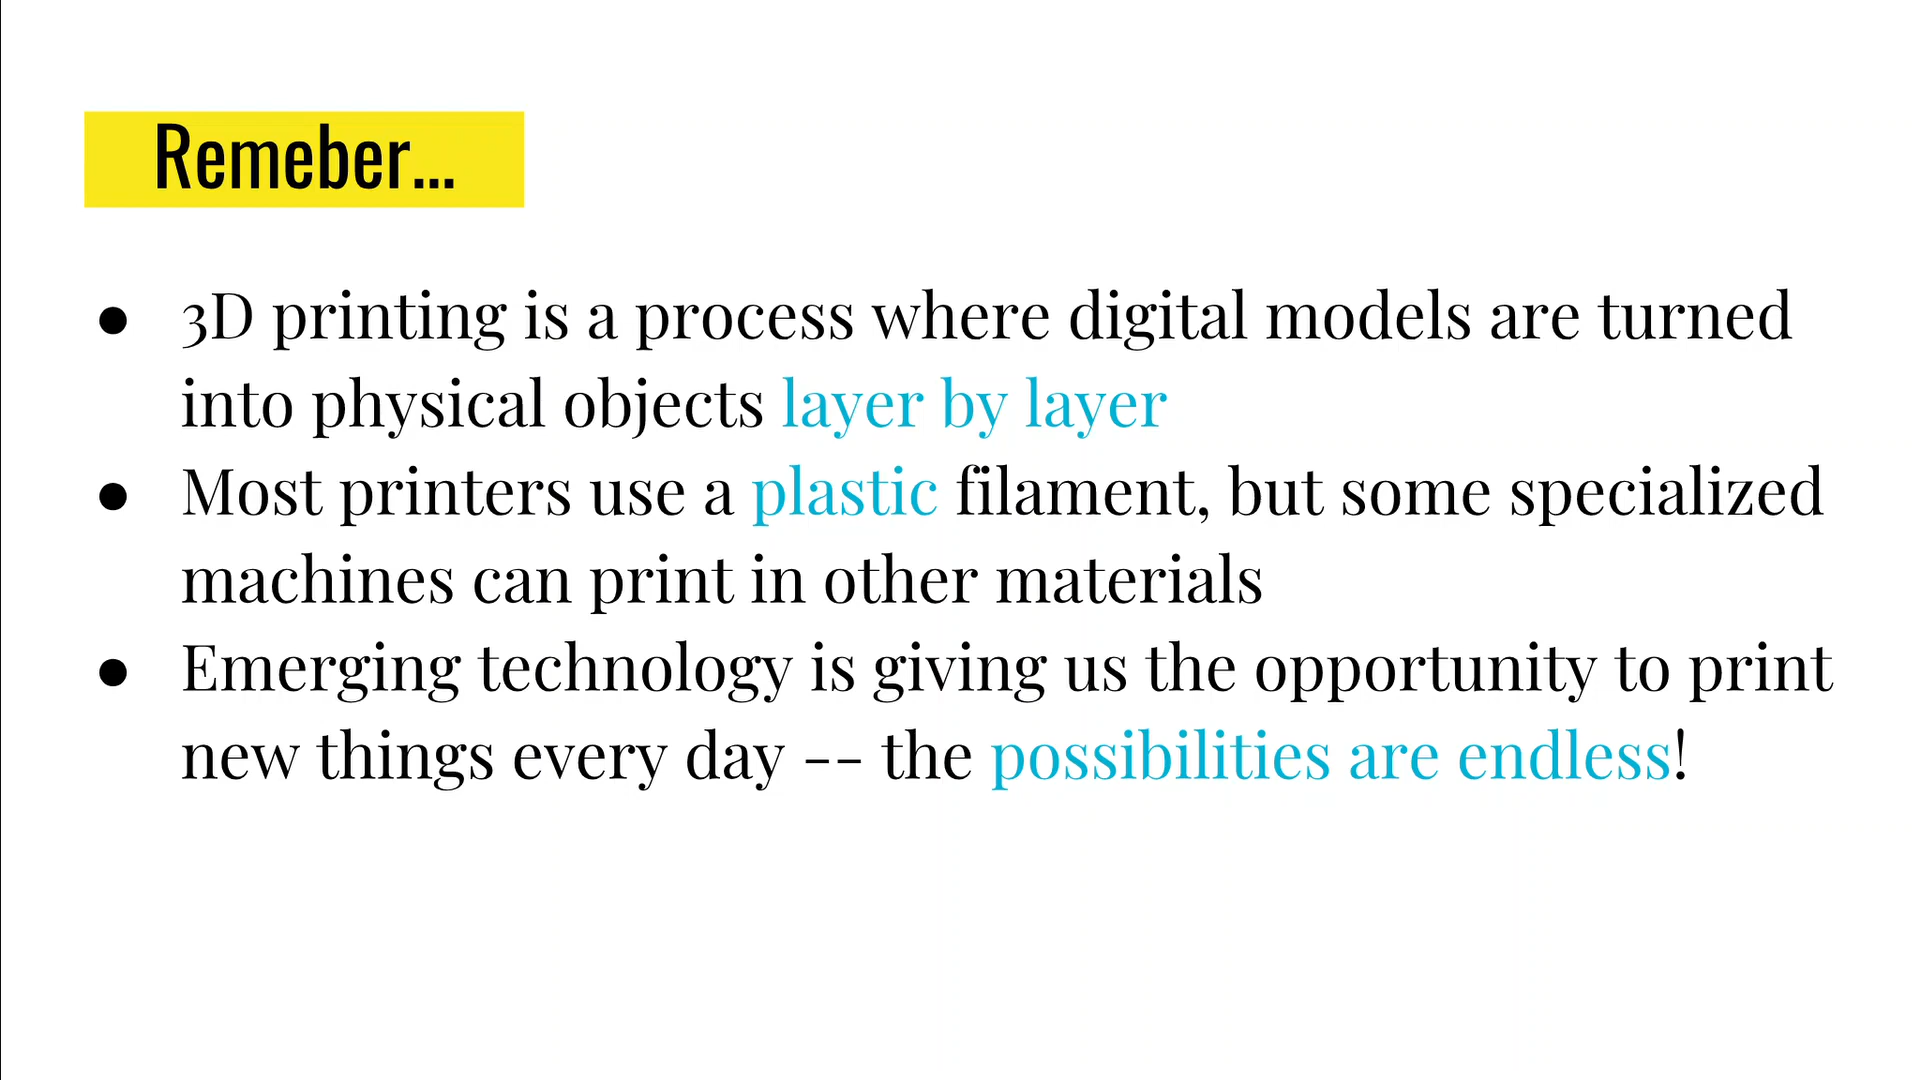 Remeber...
● 3D printing is a process where digital models are turned
into physical objects layer by layer
● Most printers use a plastic filament, but some specialized
machines can print in other materials
● Emerging technology is giving us the opportunity to print
new things every day -- the possibilities are endless!